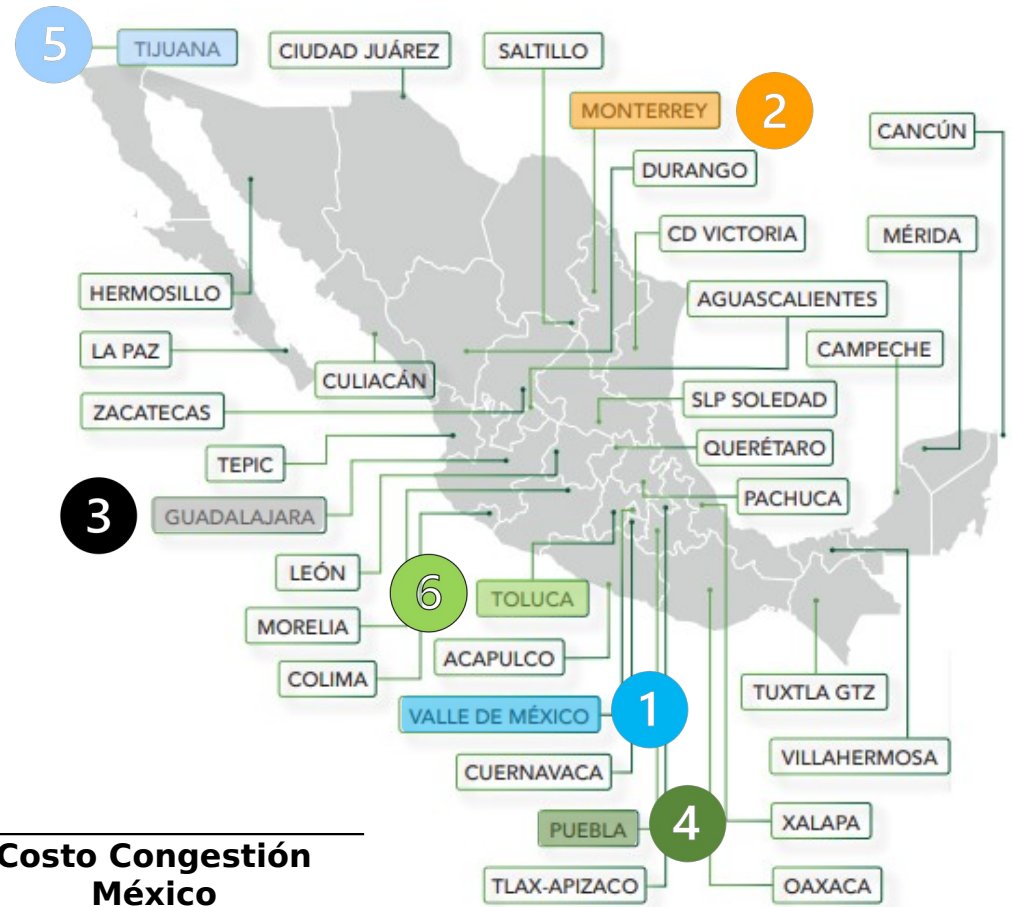 5
TIJUANA
CIUDAD JUÁREZ
SALTILLO
MONTERREY
2
CANCÚN
DURANGO
CD VICTORIA
MÉRIDA
HERMOSILLO
AGUASCALIENTES
LA PAZ
CAMPECHE
CULIACÁN
ZACATECAS
SLP SOLEDAD
TEPIC
QUERÉTARO
PACHUCA
3
GUADALAJARA
LEÓN
6
TOLUCA
MORELIA
ACAPULCO
COLIMA
TUXTLA GTZ
VALLE DE MÉXICO
1
VILLAHERMOSA
CUERNAVACA
PUEBLA
4
XALAPA
TLAX-APIZACO
OAXACA
Costo Congestión
México